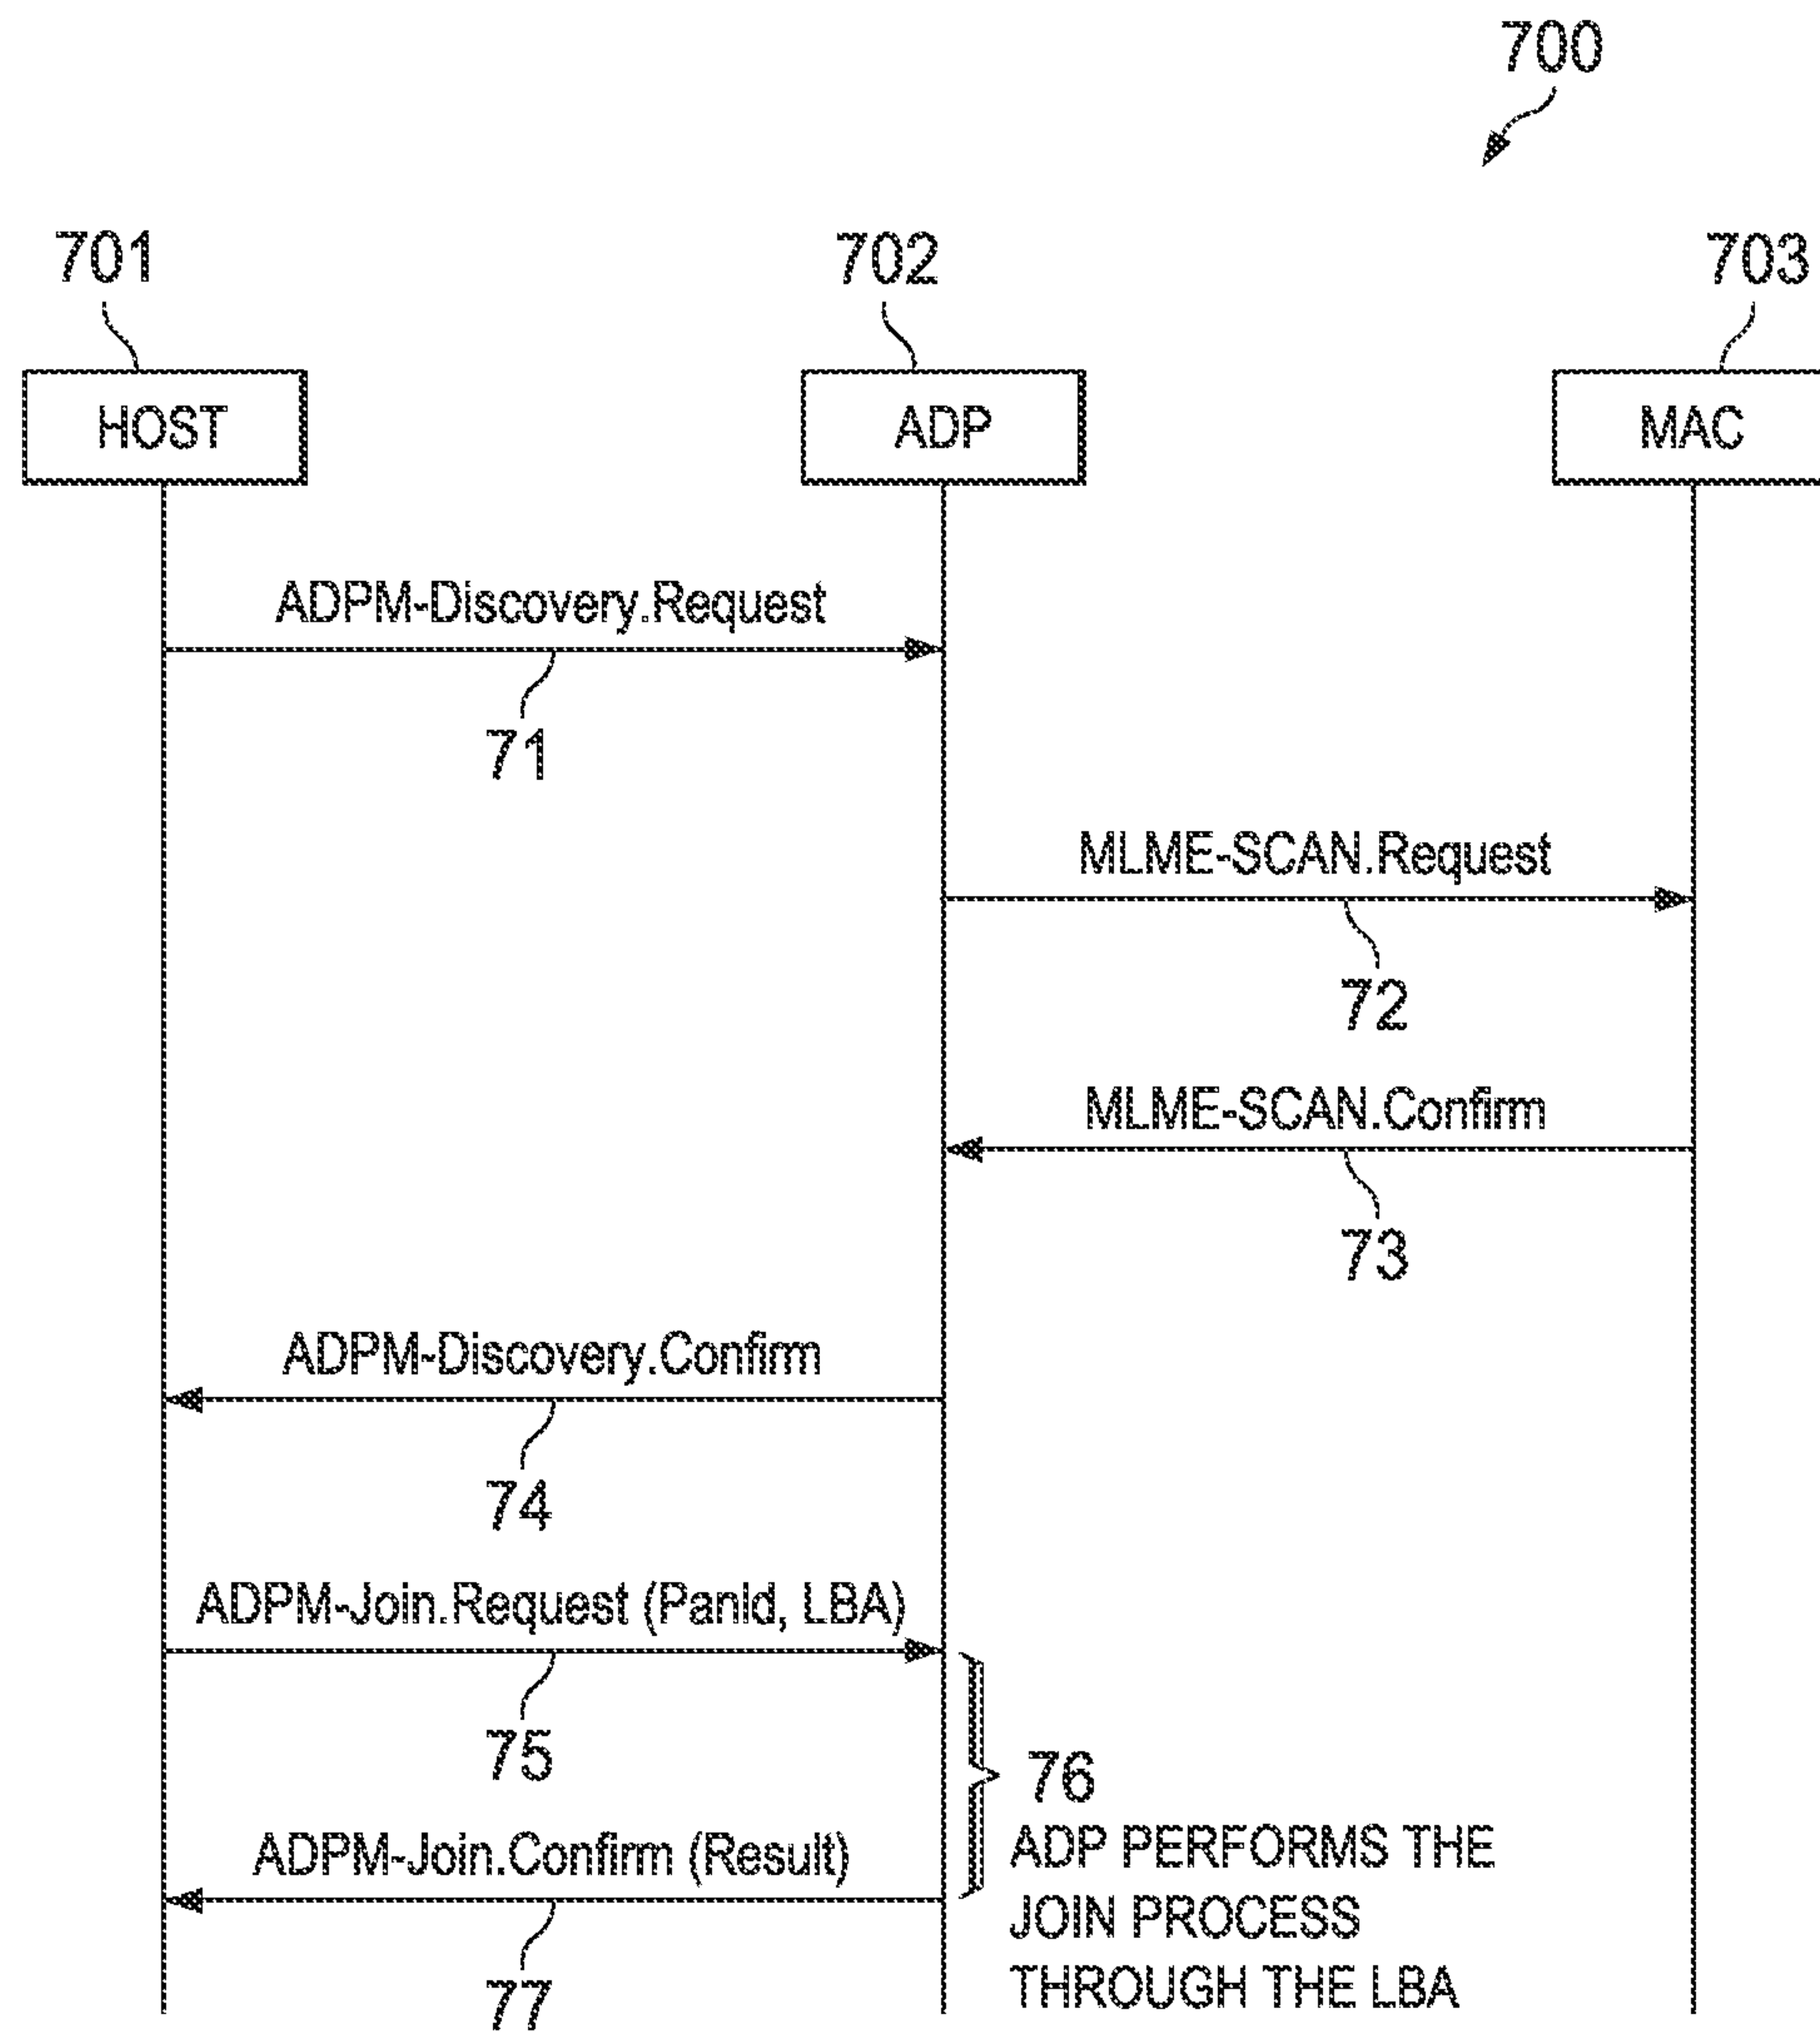 700
701
702
703
HOST
ADP
MAC
ADPM-Discovery.Request
71
MLME-SCAN.Request
72
MLME-SCAN.Confirm
73
ADPM-Discovery.Confirm
74
ADPM-Join.Request (PanId, LBA)
75
76
ADP PERFORMS THE
JOIN PROCESS
THROUGH THE LBA
ADPM-Join.Confirm (Result)
77